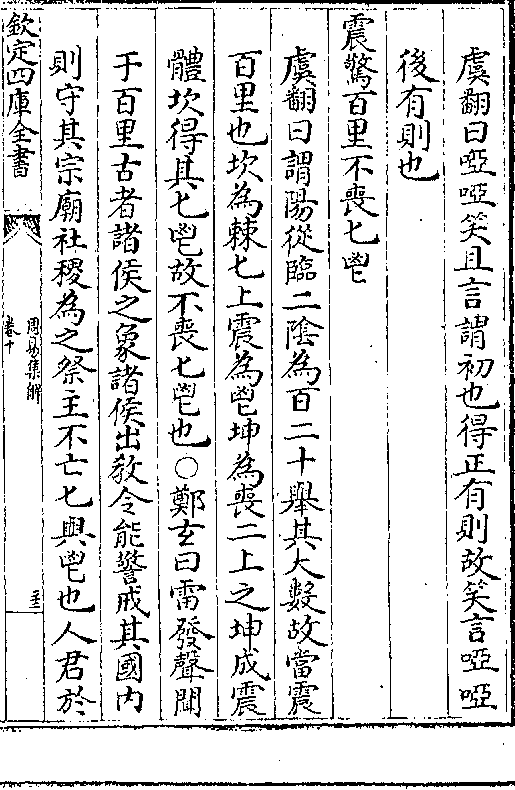 虞翻曰啞啞笑且言謂初也得正有則故笑言啞啞
後有則也
震驚百里不喪匕鬯
虞翻曰謂陽從臨二陰為百二十舉其大數故當震
百里也坎為棘匕上震為鬯坤為喪二上之坤成震
體坎得其匕鬯故不喪匕鬯也○鄭玄曰雷發聲聞
于百里古者諸侯之象諸侯出教令能警戒其國內
則守其宗廟社稷為之祭主不亡匕與鬯也人君於
欽定四庫全書
周易集解
卷十